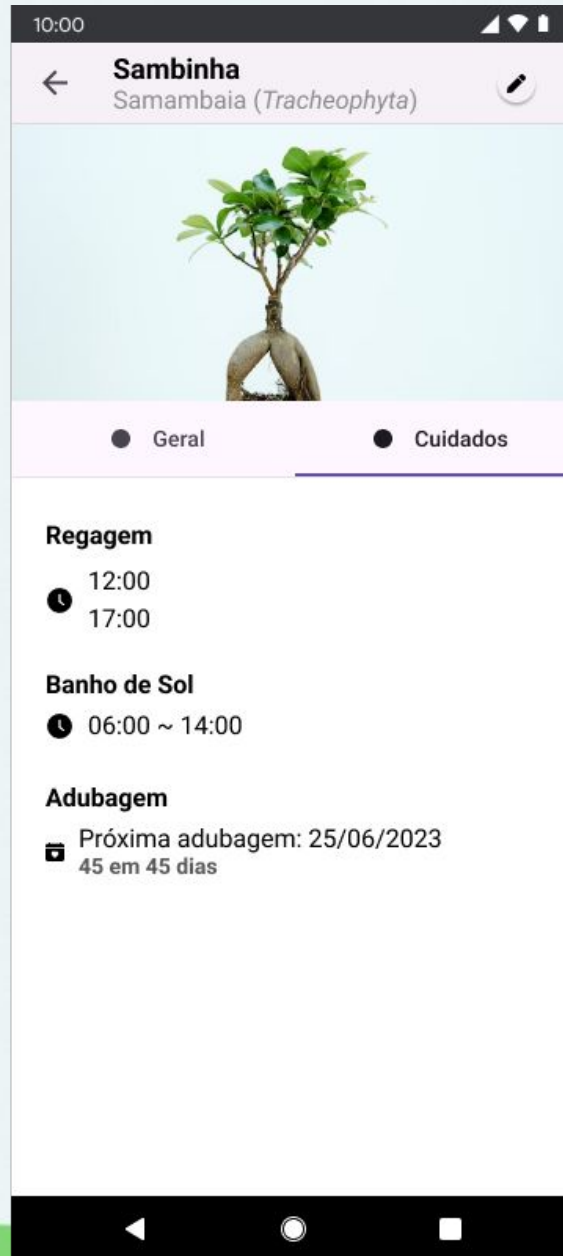 10:00
Sambinha
Samambaia (Tracheophyta)
Geral
Cuidados
Regagem
12:00
17:00
Banho de Sol
06:00 ~ 14:00
Adubagem
Próxima adubagem: 25/06/2023
45 em 45 dias